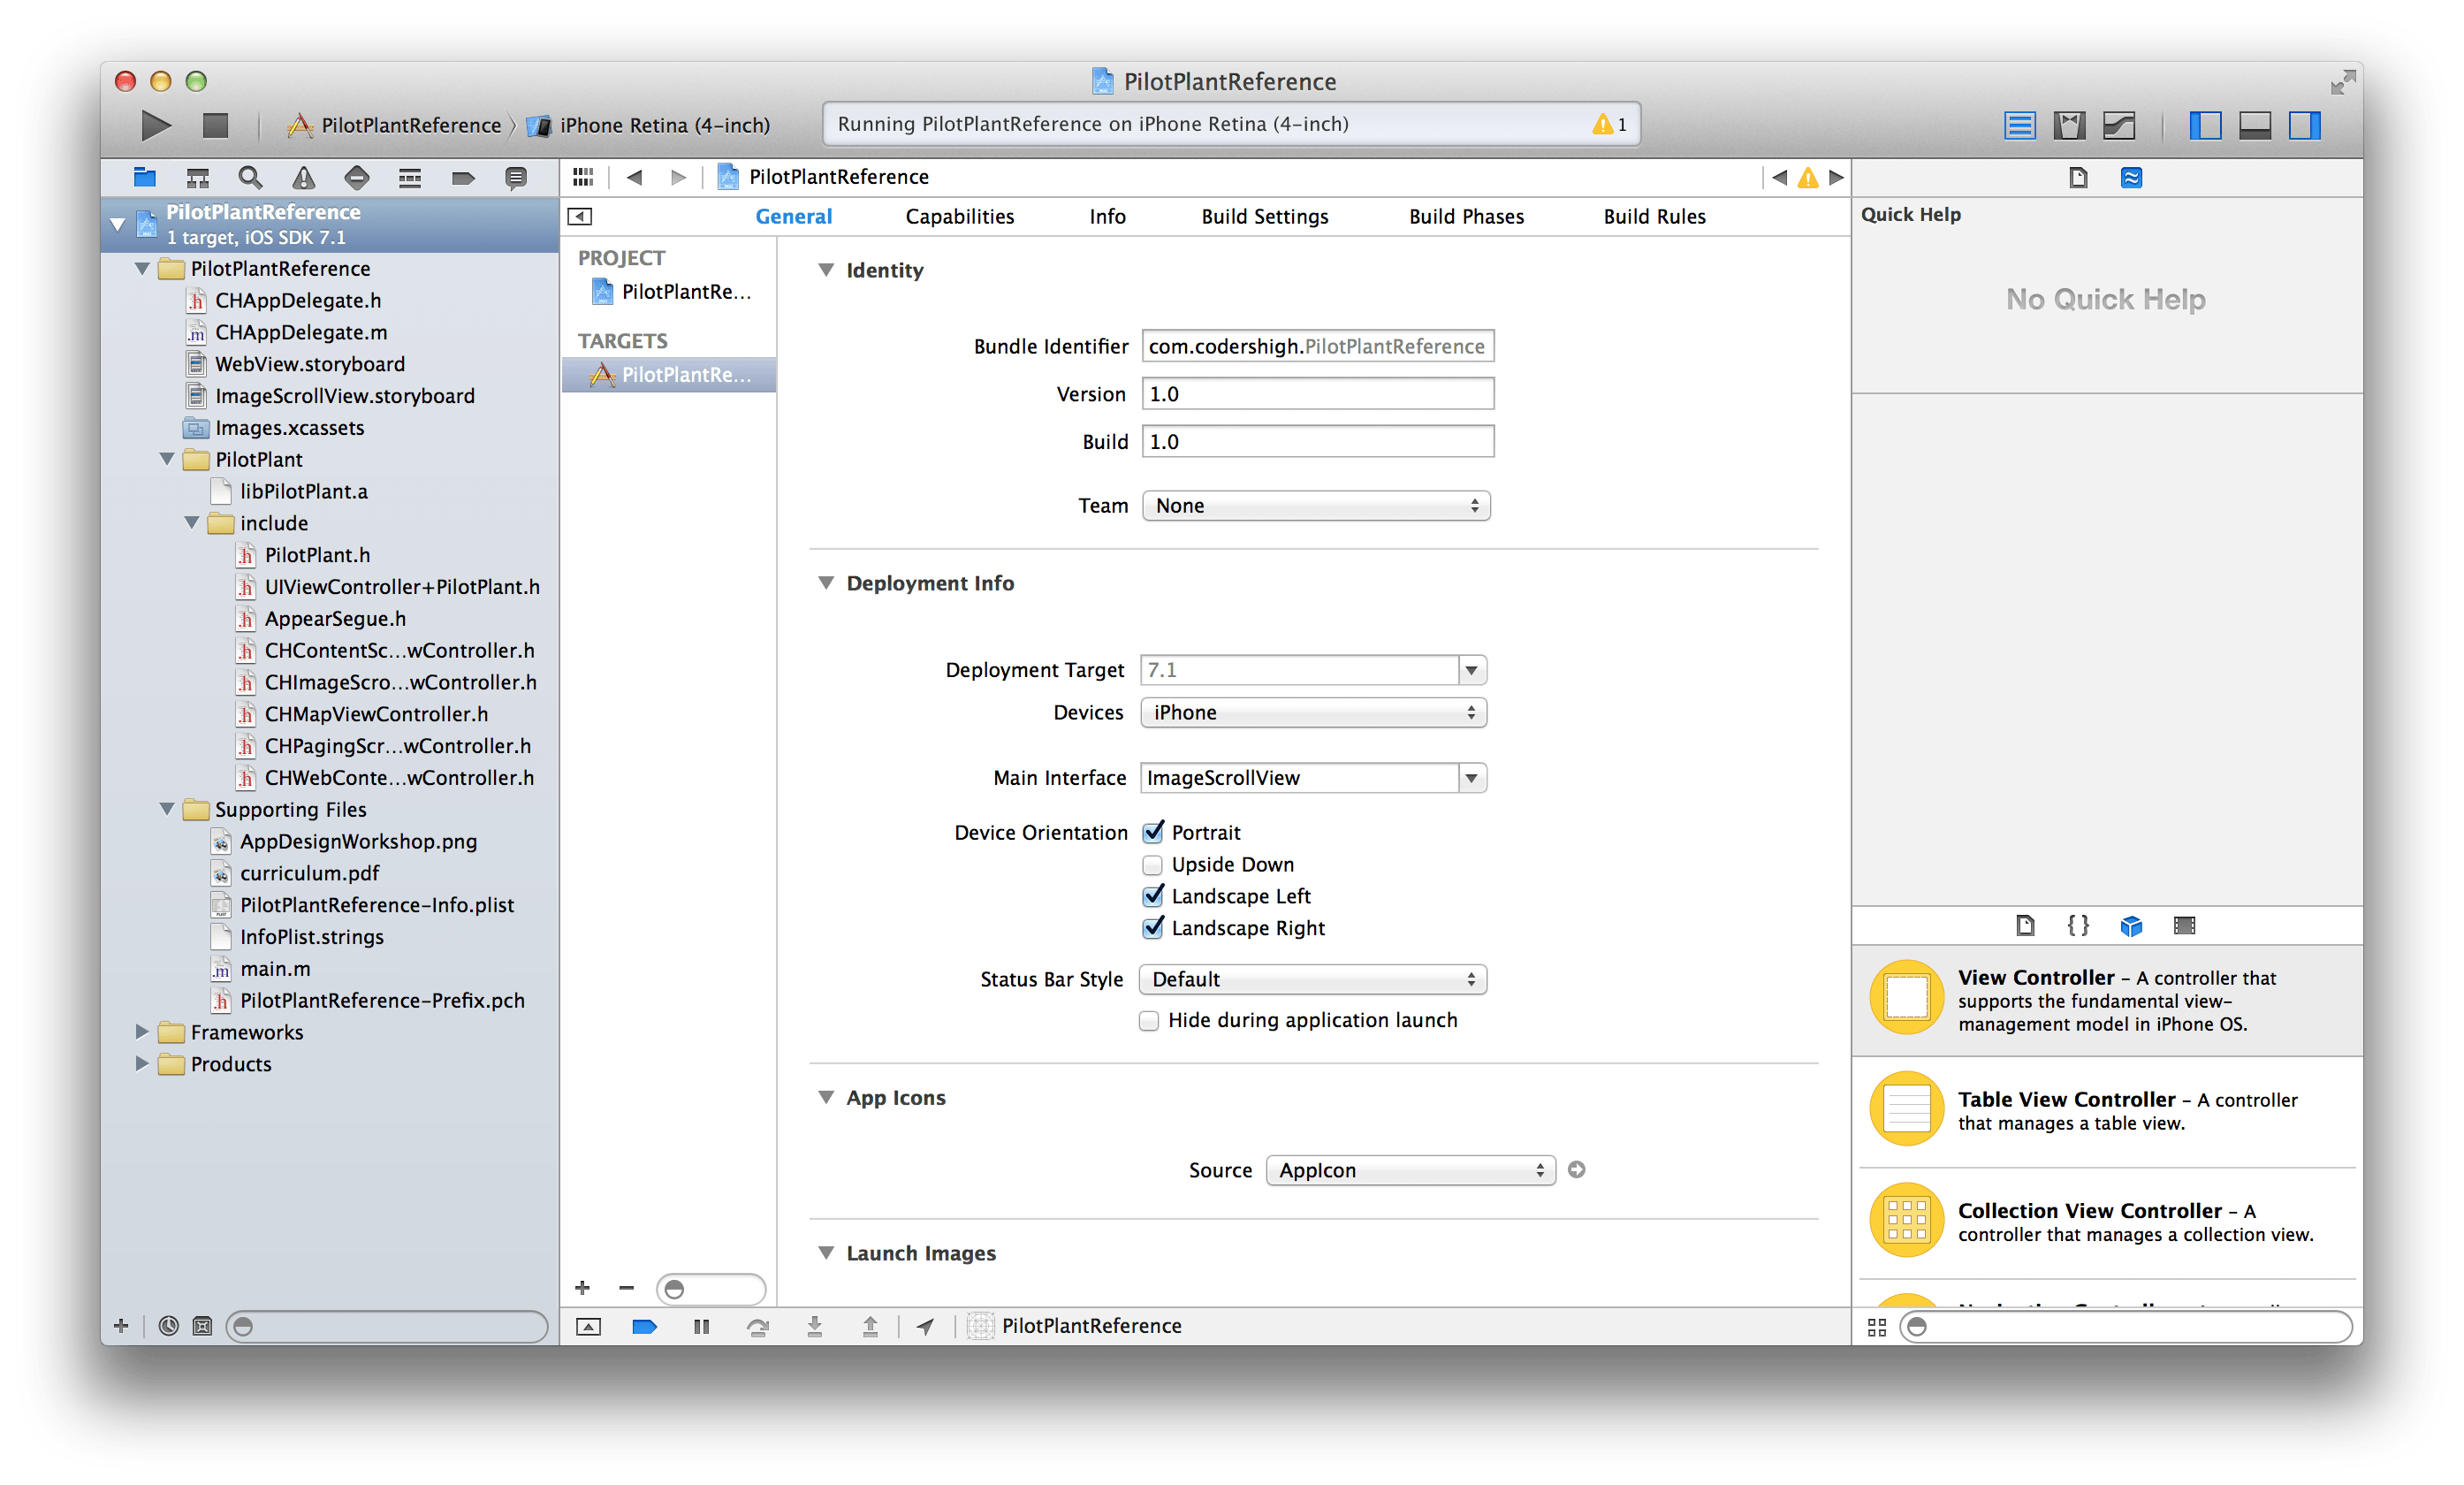 PilotPlantReference
PilotPlantReference
iPhone Retina (4-inch)
Running PilotPlantReference on iPhone Retina (4-inch)
1
PilotPlantReference
1 target, iOS SDK 7.1
PilotPlantReference
CHAppDelegate.h
CHAppDelegate.m
WebView.storyboard
ImageScrollView.storyboard
Images.xcassets
PilotPlant
libPilotPlant.a
include
PilotPlant.h
UIViewController+PilotPlant.h
AppearSegue.h
CHContentSc...wController.h
CHImageScro...wController.h
CHMapViewController.h
CHPagingScr...wController.h
CHWebConte...wController.h
Supporting Files
AppDesignWorkshop.png
curriculum.pdf
PilotPlantReference-Info.plist
InfoPlist.strings
main.m
PilotPlantReference-Prefix.pch
Frameworks
Products
PilotPlantReference
General
Capabilities
Info
Build Settings
Build Phases
Build Rules
PROJECT
PilotPlantRe...
TARGETS
PilotPlantRe...
Identity
Bundle Identifier com.codershigh.PilotPlantReference
Version 1.0
Build 1.0
Team None
Deployment Info
Deployment Target 7.1
Devices iPhone
Main Interface ImageScrollView
Device Orientation Portrait
Upside Down
Landscape Left
Landscape Right
Status Bar Style Default
Hide during application launch
App Icons
Source AppIcon
Launch Images
PilotPlantReference
Quick Help
No Quick Help
View Controller – A controller that
supports the fundamental view-
management model in iPhone OS.
Table View Controller – A controller
that manages a table view.
Collection View Controller – A
controller that manages a collection view.